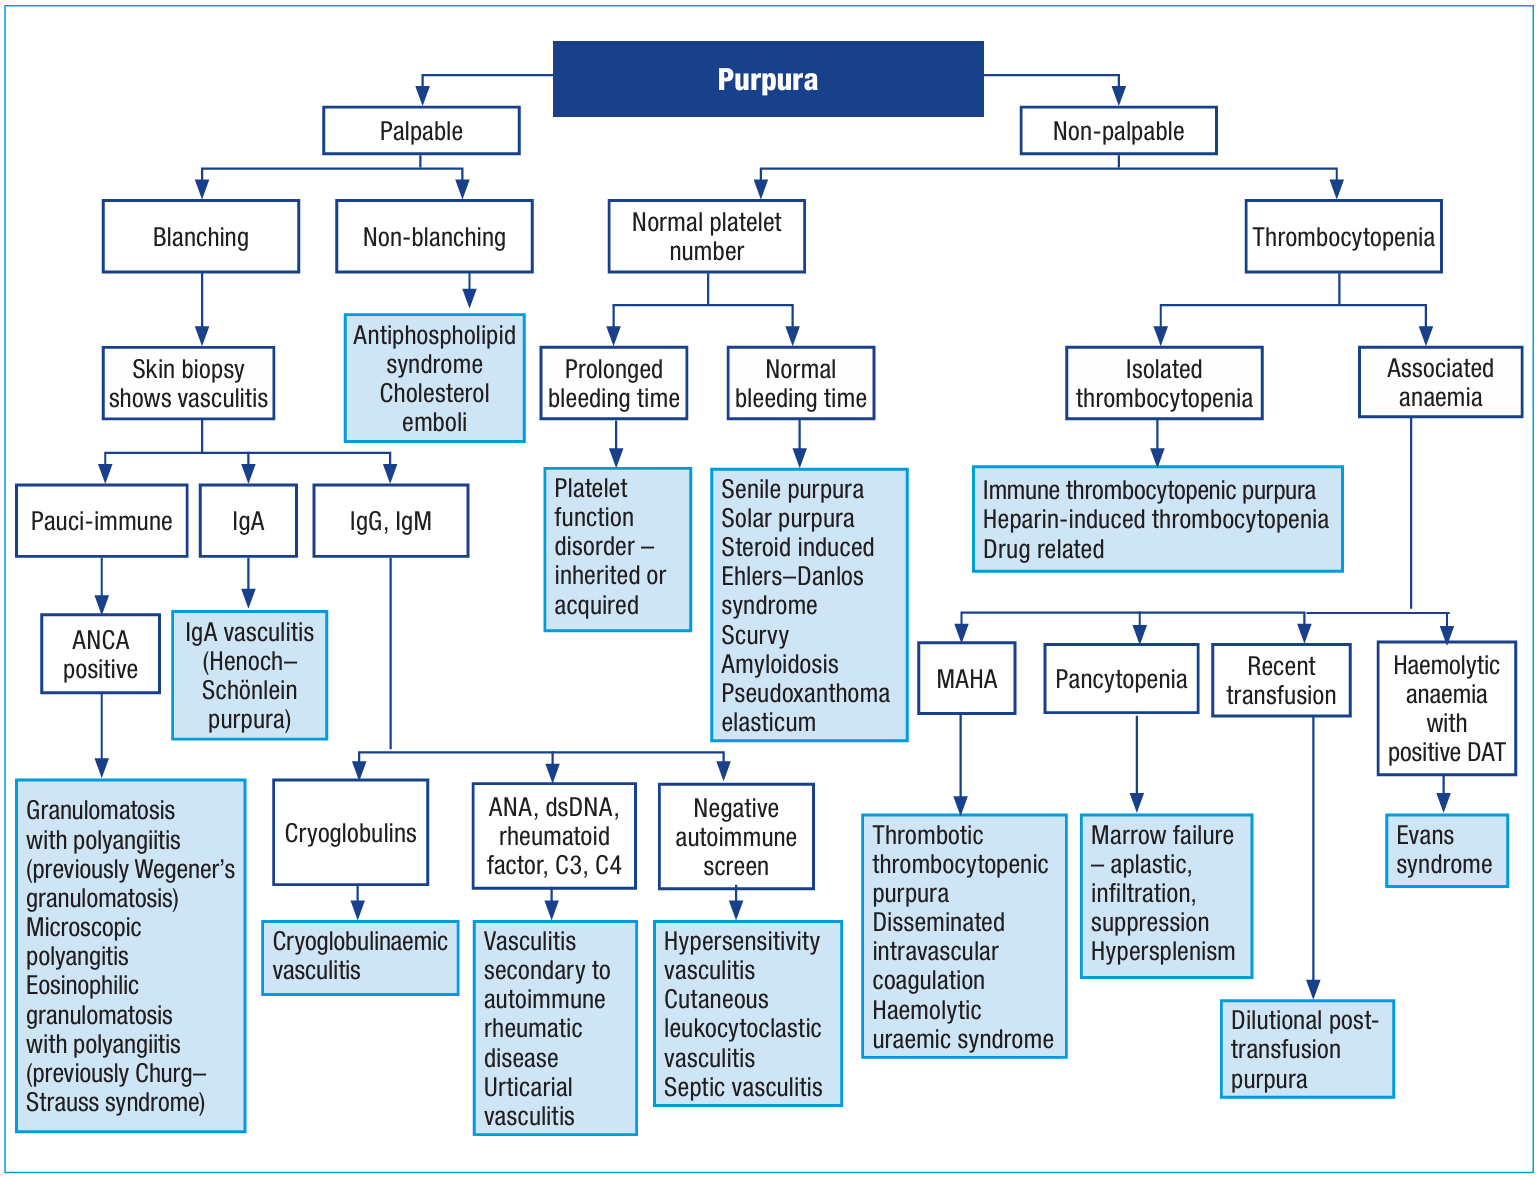 Purpura
Palpable
Non-palpable
Blanching
Non-blanching
Normal platelet
number
Thrombocytopenia
Skin biopsy
shows vasculitis
Antiphospholipid
syndrome
Cholesterol
emboli
Prolonged
bleeding time
Normal
bleeding time
Isolated
thrombocytopenia
Associated
anaemia
Pauci-immune
IgA
IgG, IgM
Platelet
function
disorder –
inherited or
acquired
Senile purpura
Solar purpura
Steroid induced
Ehlers–Danlos
syndrome
Scurvy
Amyloidosis
Pseudoxanthoma
elasticum
Immune thrombocytopenic purpura
Heparin-induced thrombocytopenia
Drug related
ANCA
positive
IgA vasculitis
(Henoch–
Schönlein
purpura)
MAHA
Pancytopenia
Recent
transfusion
Haemolytic
anaemia
with
positive DAT
Granulomatosis
with polyangiitis
(previously Wegener's
granulomatosis)
Microscopic
polyangitis
Eosinophilic
granulomatosis
with polyangiitis
(previously Churg–
Strauss syndrome)
Cryoglobulins
ANA, dsDNA,
rheumatoid
factor, C3, C4
Negative
autoimmune
screen
Cryoglobulinaemic
vasculitis
Vasculitis
secondary to
autoimmune
rheumatic
disease
Urticarial
vasculitis
Hypersensitivity
vasculitis
Cutaneous
leukocytoclastic
vasculitis
Septic vasculitis
Thrombotic
thrombocytopenic
purpura
Disseminated
intravascular
coagulation
Haemolytic
uraemic syndrome
Marrow failure
– aplastic,
infiltration,
suppression
Hypersplenism
Dilutional post-
transfusion
purpura
Evans
syndrome